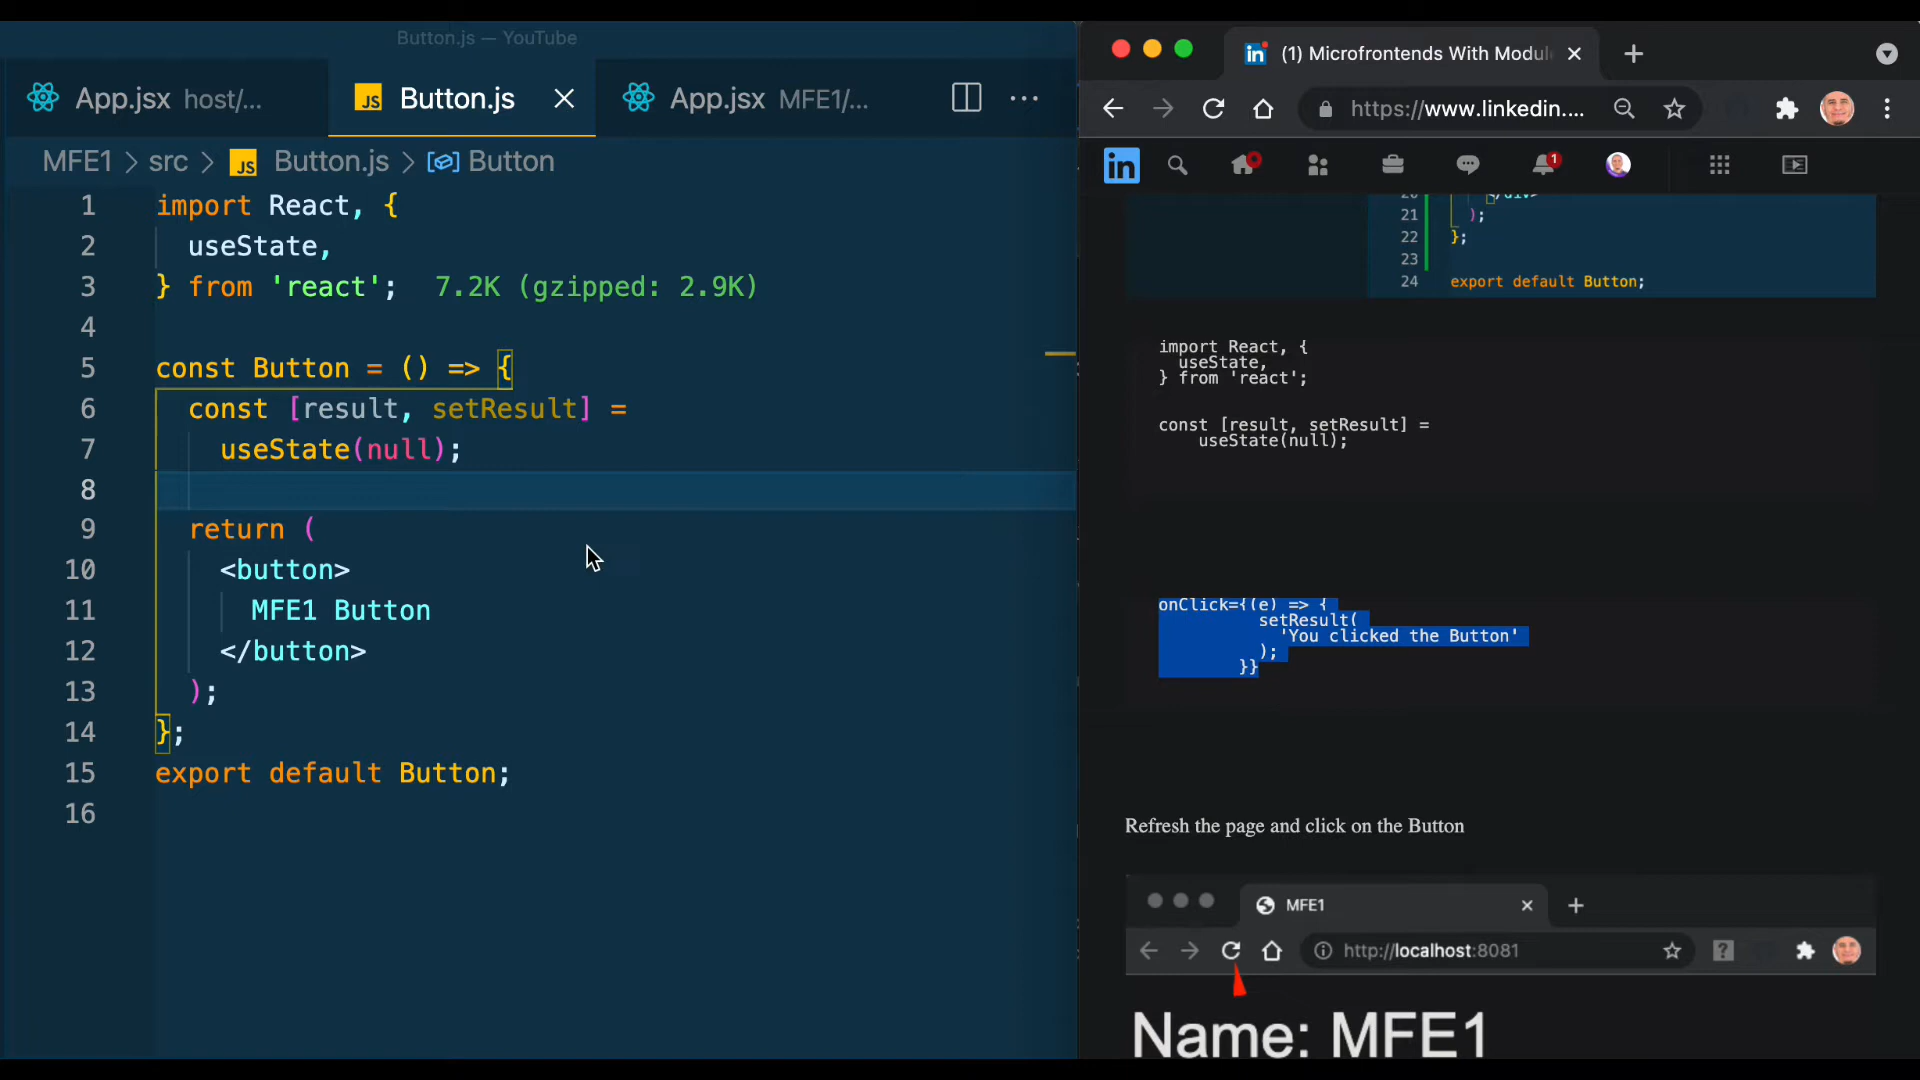 Button.js — YouTube
App.jsx host/...
Button.js
App.jsx MFE1/...
MFE1 > src > JS Button.js > Button
1 import React, {
2 useState,
3 } from 'react'; 7.2K (gzipped: 2.9K)
4
5 const Button = () => {
6 const [result, setResult] =
7 useState(null);
8
9 return (
10 <button>
11 MFE1 Button
12 </button>
13 );
14 };
15 export default Button;
16
(1) Microfrontends With Modul
https://www.linkedin....
in
1
21 );
22 };
23
24 export default Button;
import React, {
useState,
} from 'react';
const [result, setResult] =
useState(null);
onClick={(e) => {
setResult(
'You clicked the Button'
);
}}
Refresh the page and click on the Button
MFE1
http://localhost:8081
Name: MFE1